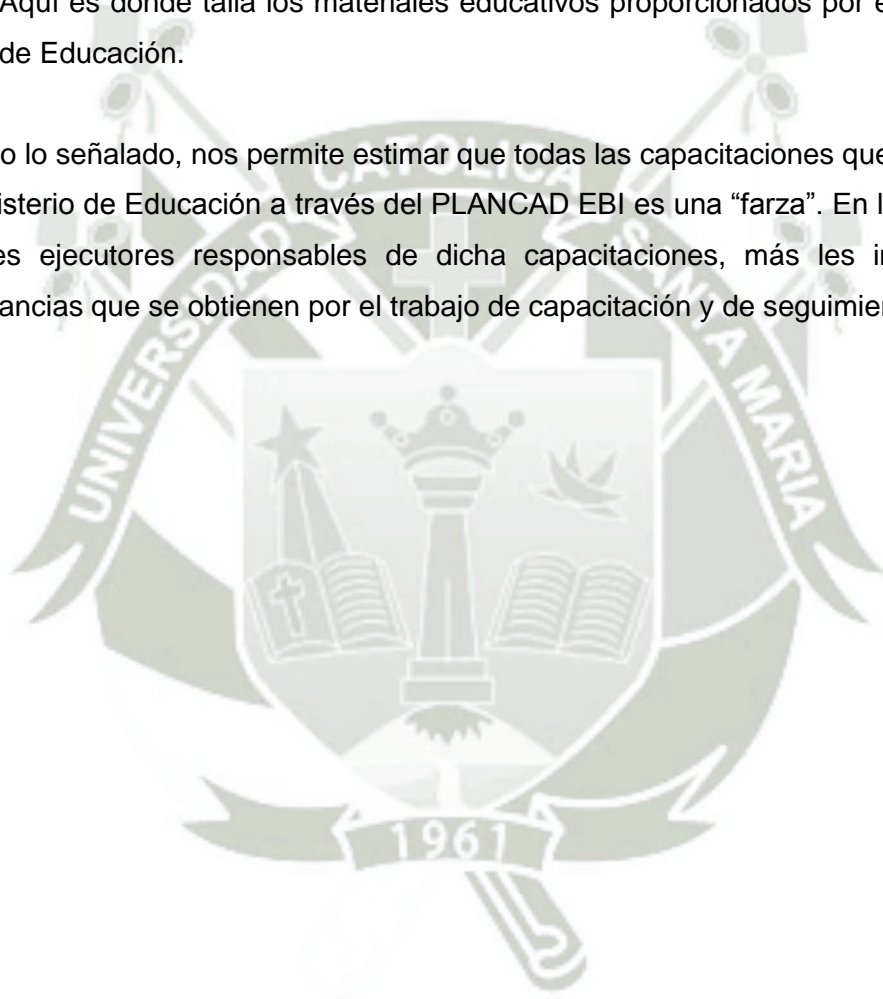 Aquí es donde talla los materiales educativos proporcionados por e
de Educación.
o lo señalado, nos permite estimar que todas las capacitaciones que
isterio de Educación a través del PLANCAD EBI es una “farza”. En l
es ejecutores responsables de dicha capacitaciones, más les i
ancias que se obtienen por el trabajo de capacitación y de seguimie
UNIVERSIDAD CATOLICA SANTA MARIA
1961